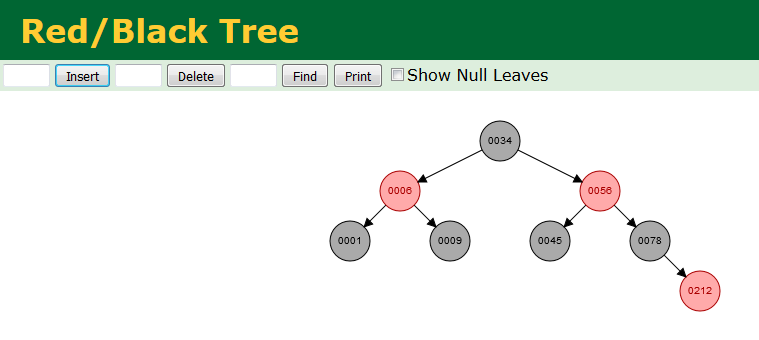 Red/Black Tree
Insert Delete Find Print Show Null Leaves
0034
0006 0056
0001 0009 0045 0078
0212